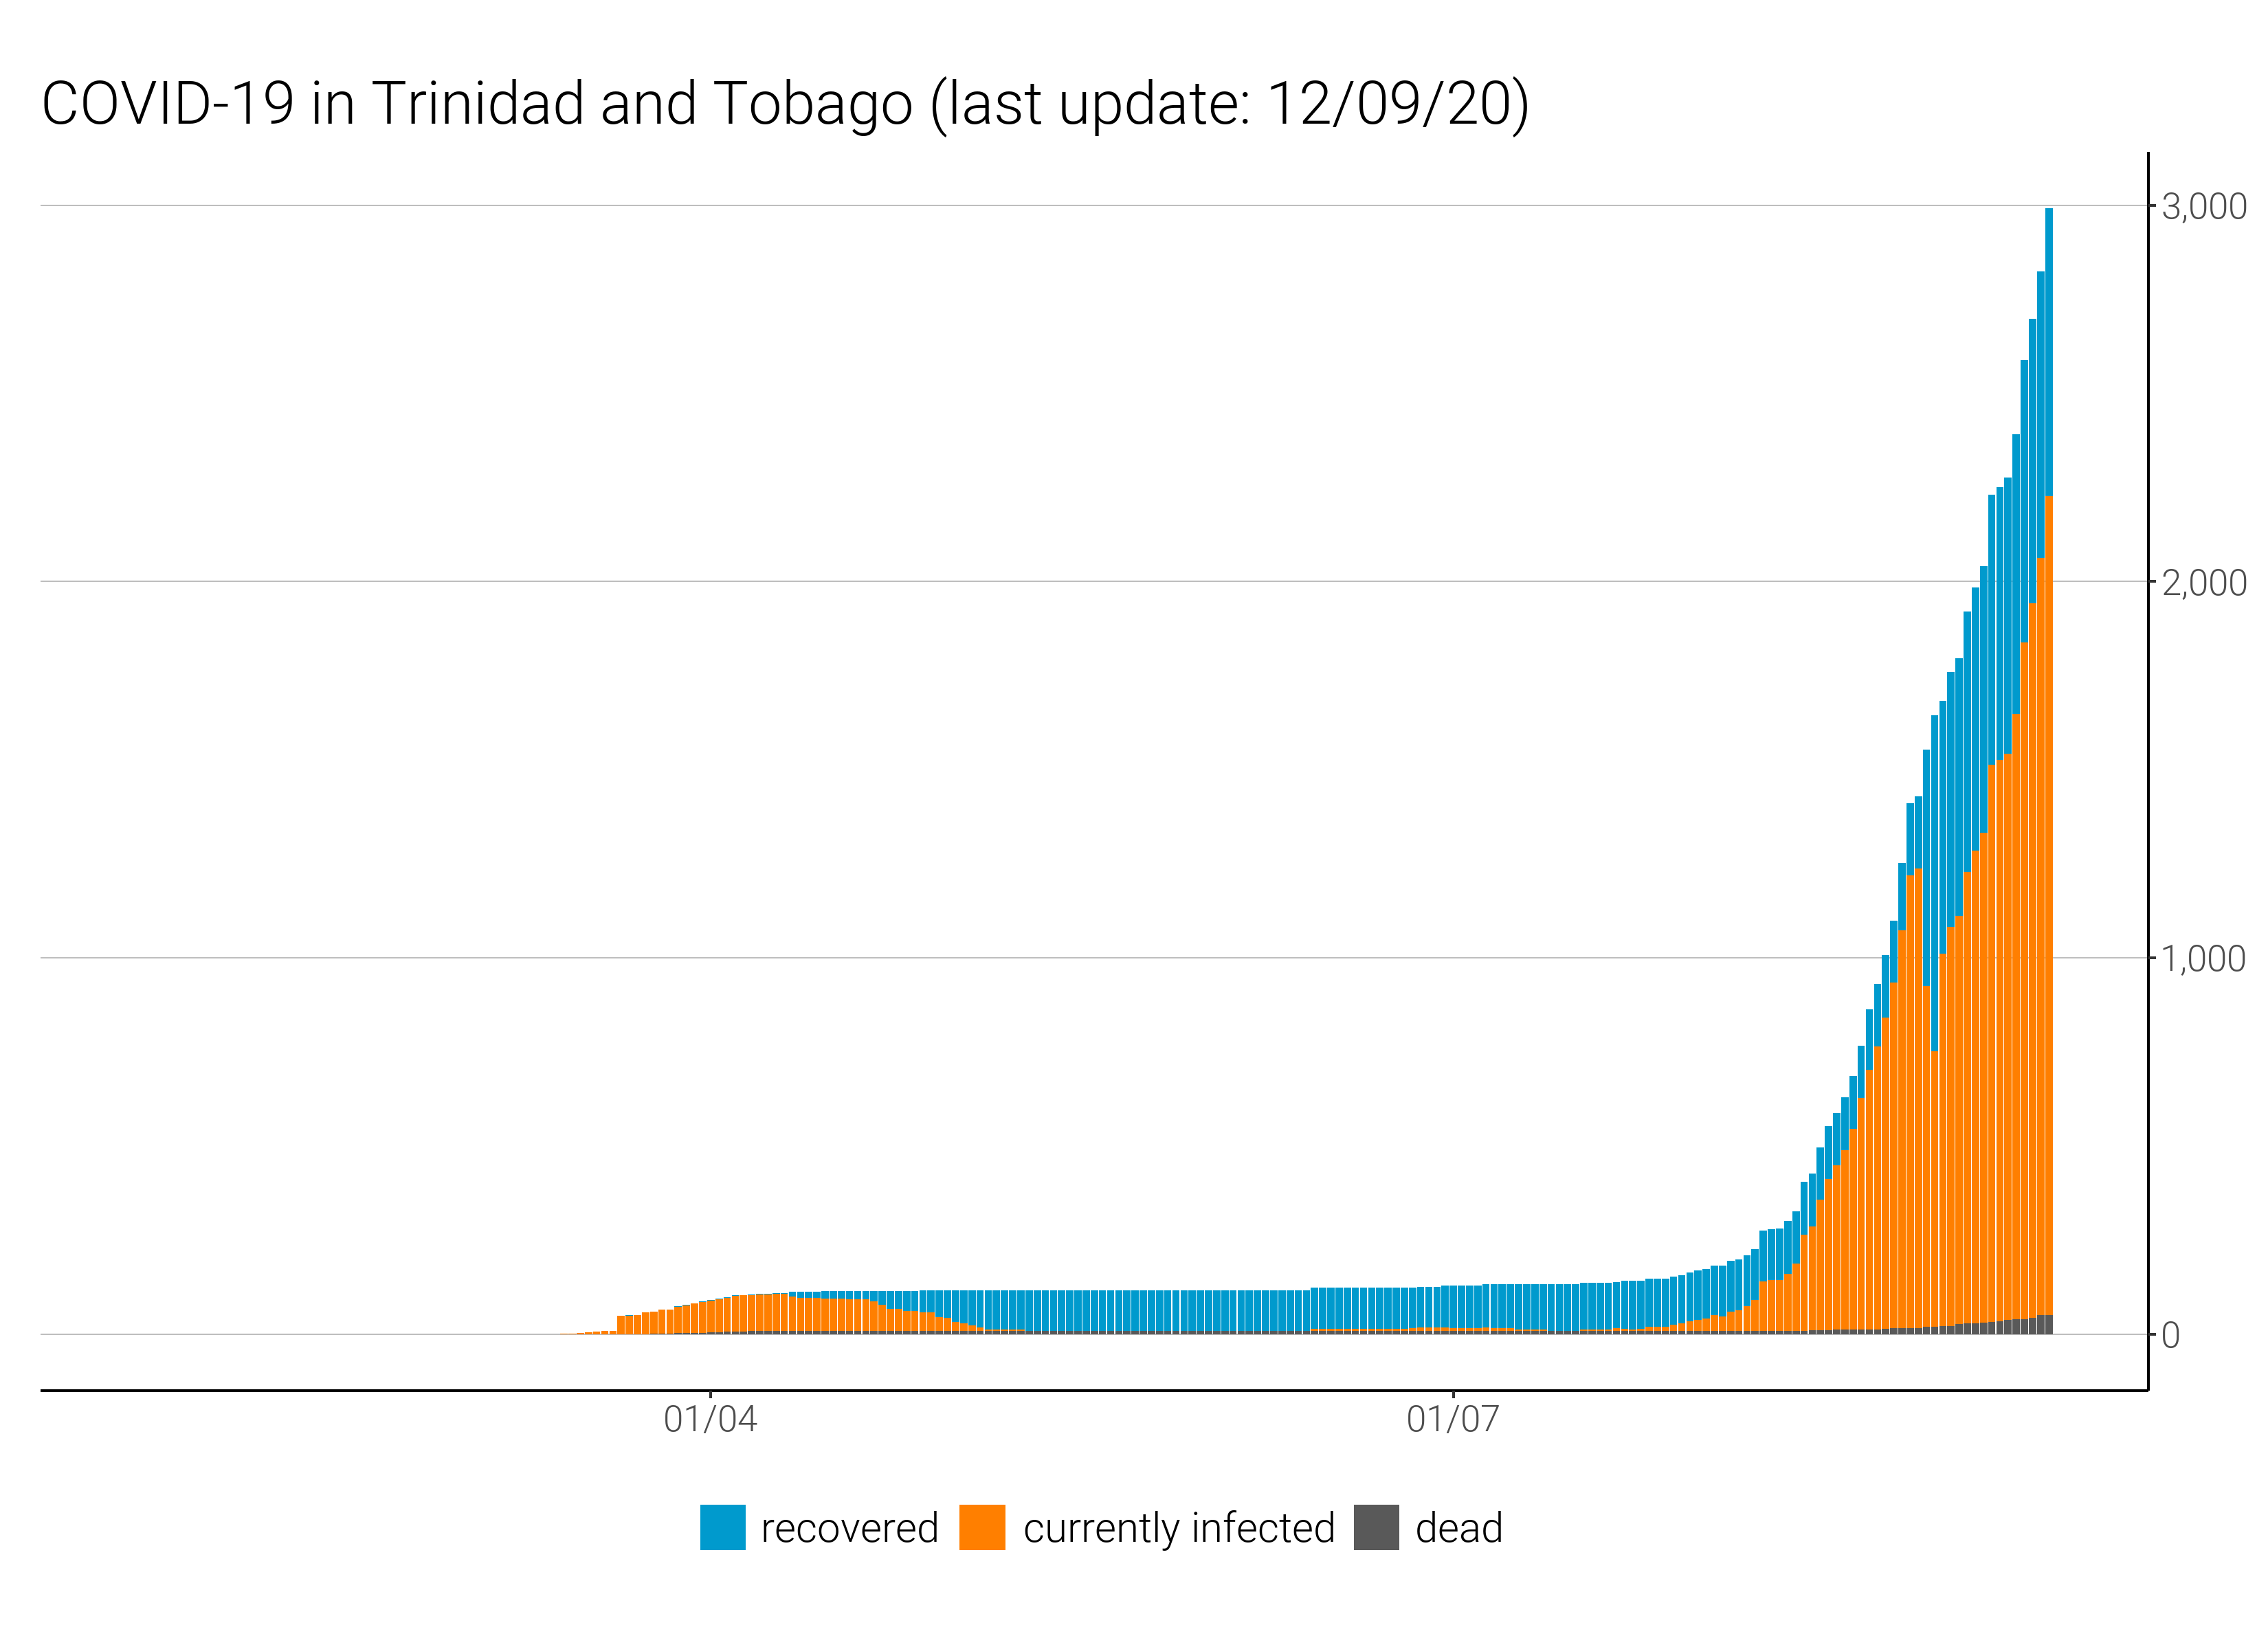 COVID-19 in Trinidad and Tobago (last update: 12/09/20)
3,000
2,000
1,000
0
01/04 01/07
recovered currently infected dead